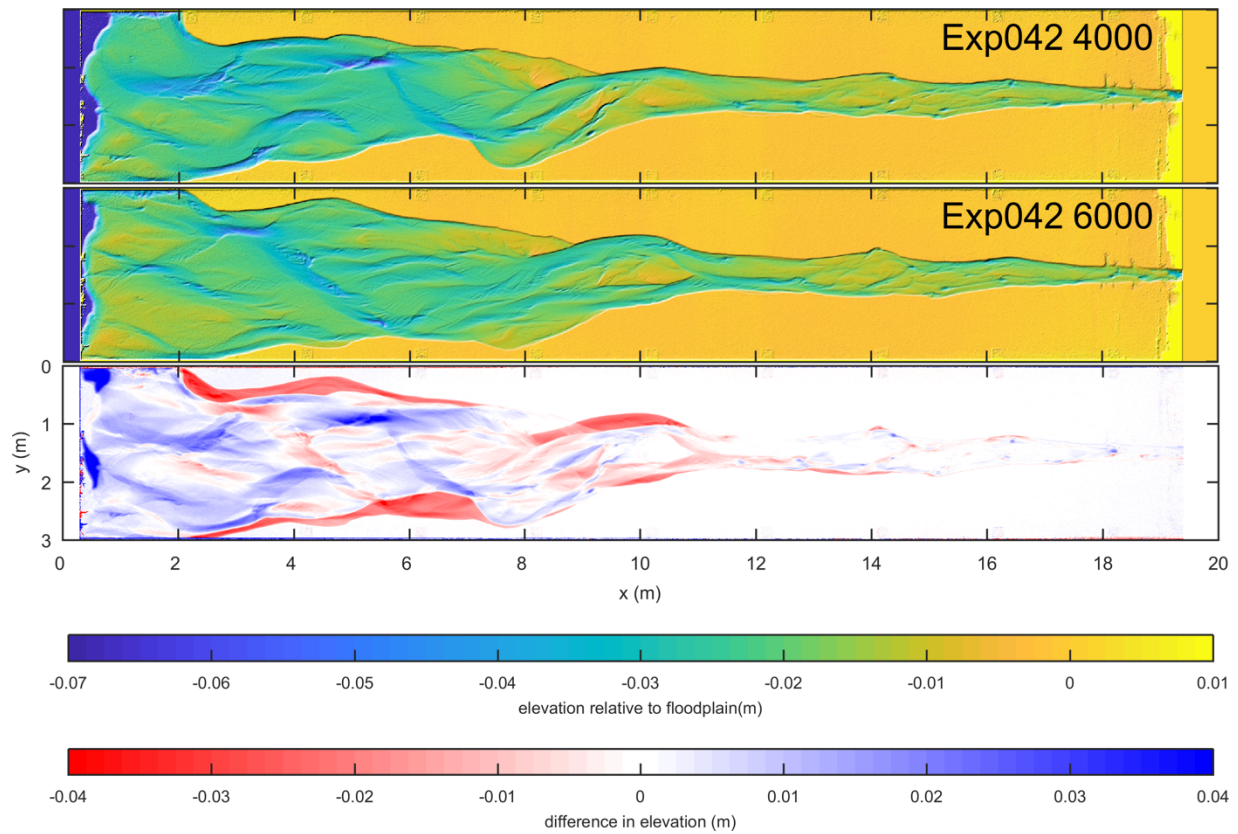 Exp042 4000
Exp042 6000
0
1
2
3
y (m)
0 2 4 6 8 10 12 14 16 18 20
x (m)
-0.07 -0.06 -0.05 -0.04 -0.03 -0.02 -0.01 0 0.01
elevation relative to floodplain(m)
-0.04 -0.03 -0.02 -0.01 0 0.01 0.02 0.03 0.04
difference in elevation (m)